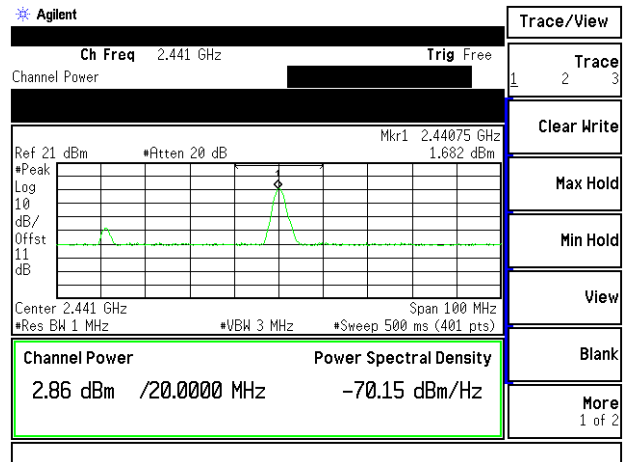 Agilent
Trace/View
Ch Freq 2.441 GHz Trig Free
Channel Power
Trace
1 2 3
Clear Write
Max Hold
Min Hold
View
Blank
More
1 of 2
Mkr1 2.44075 GHz
Ref 21 dBm #Atten 20 dB 1.682 dBm
#Peak
Log
10
dB/
Offst
11
dB
1
Center 2.441 GHz Span 100 MHz
#Res BW 1 MHz #VBW 3 MHz #Sweep 500 ms (401 pts)
Channel Power Power Spectral Density
2.86 dBm /20.0000 MHz -70.15 dBm/Hz